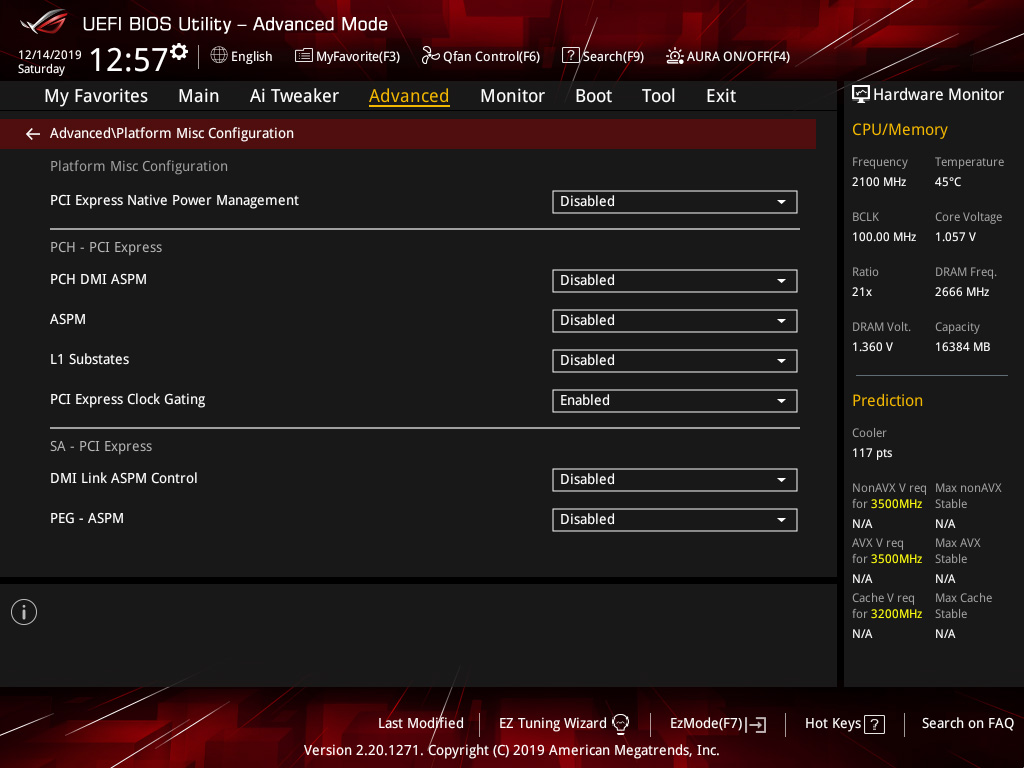 UEFI BIOS Utility – Advanced Mode
12/14/2019
Saturday
12:57
English
MyFavorite(F3)
Qfan Control(F6)
? Search(F9)
AURA ON/OFF(F4)
My Favorites Main Ai Tweaker Advanced Monitor Boot Tool Exit
Advanced\Platform Misc Configuration
Platform Misc Configuration
PCI Express Native Power Management Disabled
PCH - PCI Express
PCH DMI ASPM Disabled
ASPM Disabled
L1 Substates Disabled
PCI Express Clock Gating Enabled
SA - PCI Express
DMI Link ASPM Control Disabled
PEG - ASPM Disabled
i
Hardware Monitor
CPU/Memory
Frequency Temperature
2100 MHz 45°C
BCLK Core Voltage
100.00 MHz 1.057 V
Ratio DRAM Freq.
21x 2666 MHz
DRAM Volt. Capacity
1.360 V 16384 MB
Prediction
Cooler
117 pts
NonAVX V req Max nonAVX
for 3500MHz Stable
N/A N/A
AVX V req Max AVX
for 3500MHz Stable
N/A N/A
Cache V req Max Cache
for 3200MHz Stable
N/A N/A
Last Modified EZ Tuning Wizard EzMode(F7) Hot Keys ? Search on FAQ
Version 2.20.1271. Copyright (C) 2019 American Megatrends, Inc.